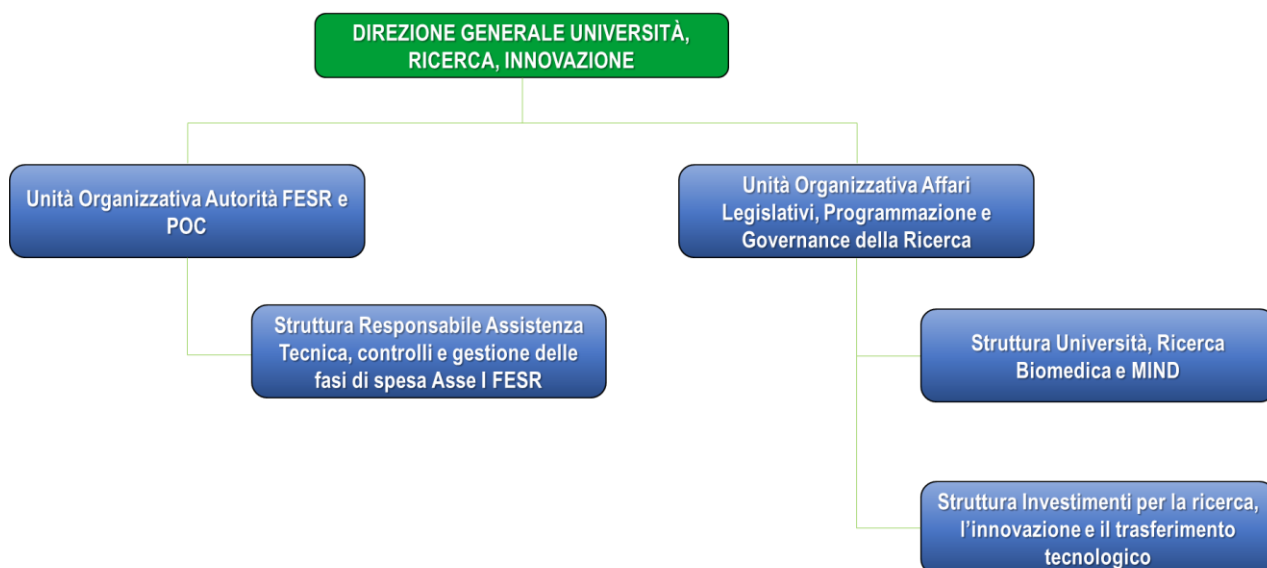 DIREZIONE GENERALE UNIVERSITÀ,
RICERCA, INNOVAZIONE
Unità Organizzativa Autorità FESR e
POC
Unità Organizzativa Affari
Legislativi, Programmazione e
Governance della Ricerca
Struttura Responsabile Assistenza
Tecnica, controlli e gestione delle
fasi di spesa Asse I FESR
Struttura Università, Ricerca
Biomedica e MIND
Struttura Investimenti per la ricerca,
l’innovazione e il trasferimento
tecnologico